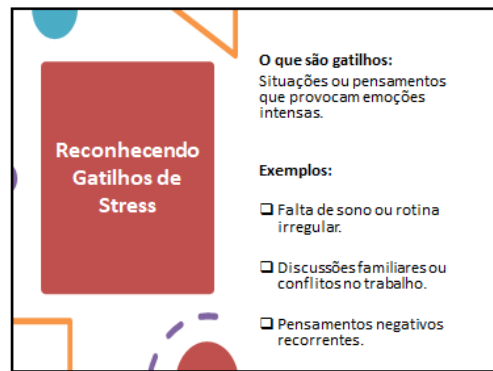 Reconhecendo
Gatilhos de
Stress
O que são gatilhos:
Situações ou pensamentos
que provocam emoções
intensas.
Exemplos:
❑ Falta de sono ou rotina
irregular.
❑ Discussões familiares ou
conflitos no trabalho.
❑ Pensamentos negativos
recorrentes.